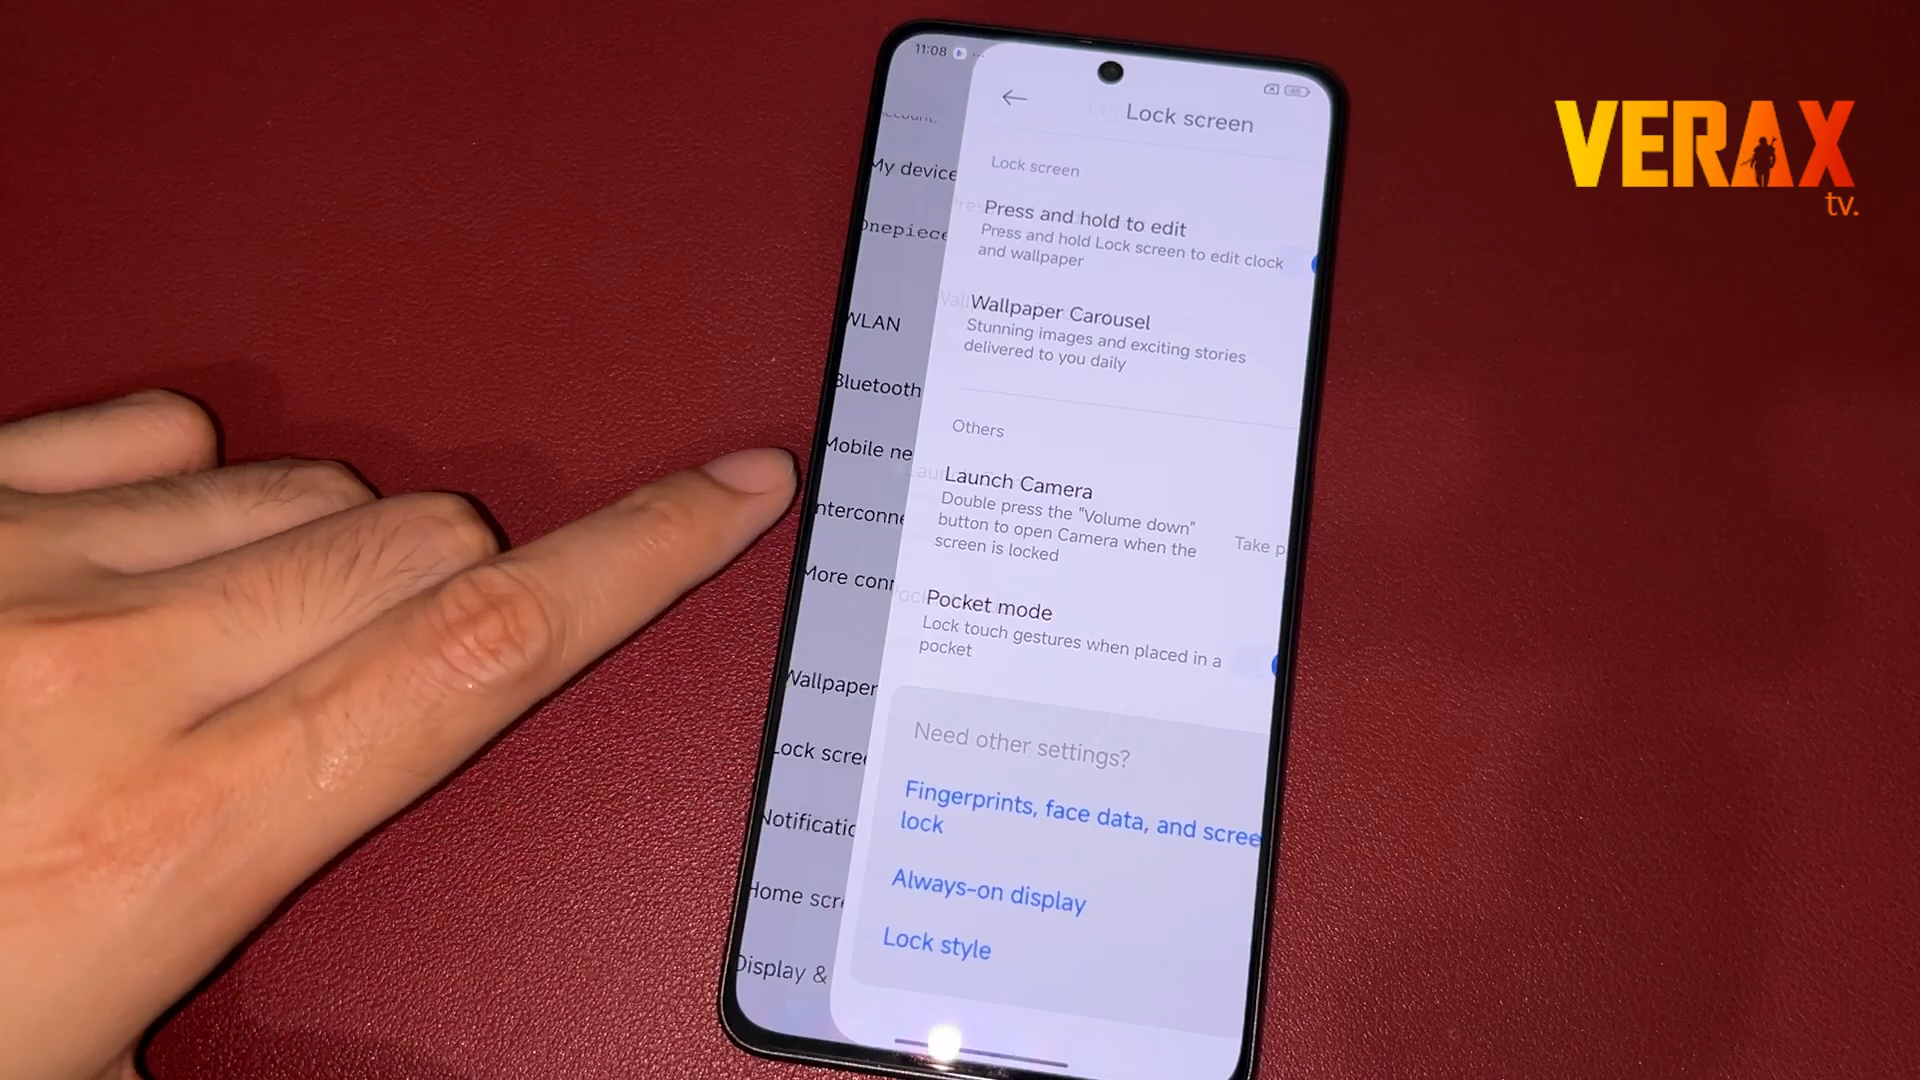 VERAX
tv.
11:08
Lock screen
My device
Onepiece
WLAN
Bluetooth
Mobile ne
Interconne
More conn
Wallpaper
Lock scree
Notificatio
Home scr
Display &
Lock screen
Press and hold to edit
Press and hold Lock screen to edit clock
and wallpaper
Wallpaper Carousel
Stunning images and exciting stories
delivered to you daily
Others
Launch Camera
Double press the "Volume down"
button to open Camera when the
screen is locked
Take p
Pocket mode
Lock touch gestures when placed in a
pocket
Need other settings?
Fingerprints, face data, and scree
lock
Always-on display
Lock style